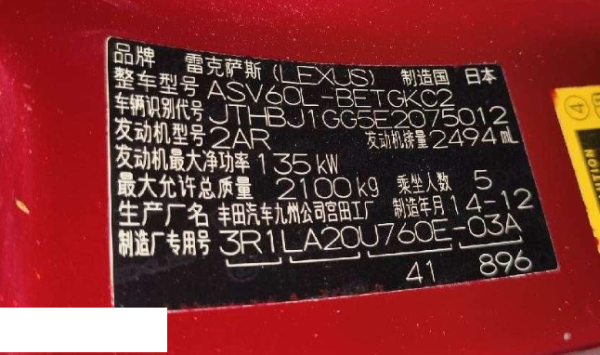 品牌 雷克萨斯(LEXUS) 制造国 日本
整车型号 ASV60L-BETGKC2
车辆识别代号 JTHBJ1GG5E2075012
发动机型号 2AR 发动机排量 2494 mL
发动机最大净功率 135 kW
最大允许总质量 2100 kg 乘坐人数 5
生产厂名 丰田汽车九州公司宫田工厂 制造年月 14-12
制造厂专用号 3R1 LA20U760E-03A
41 896
4